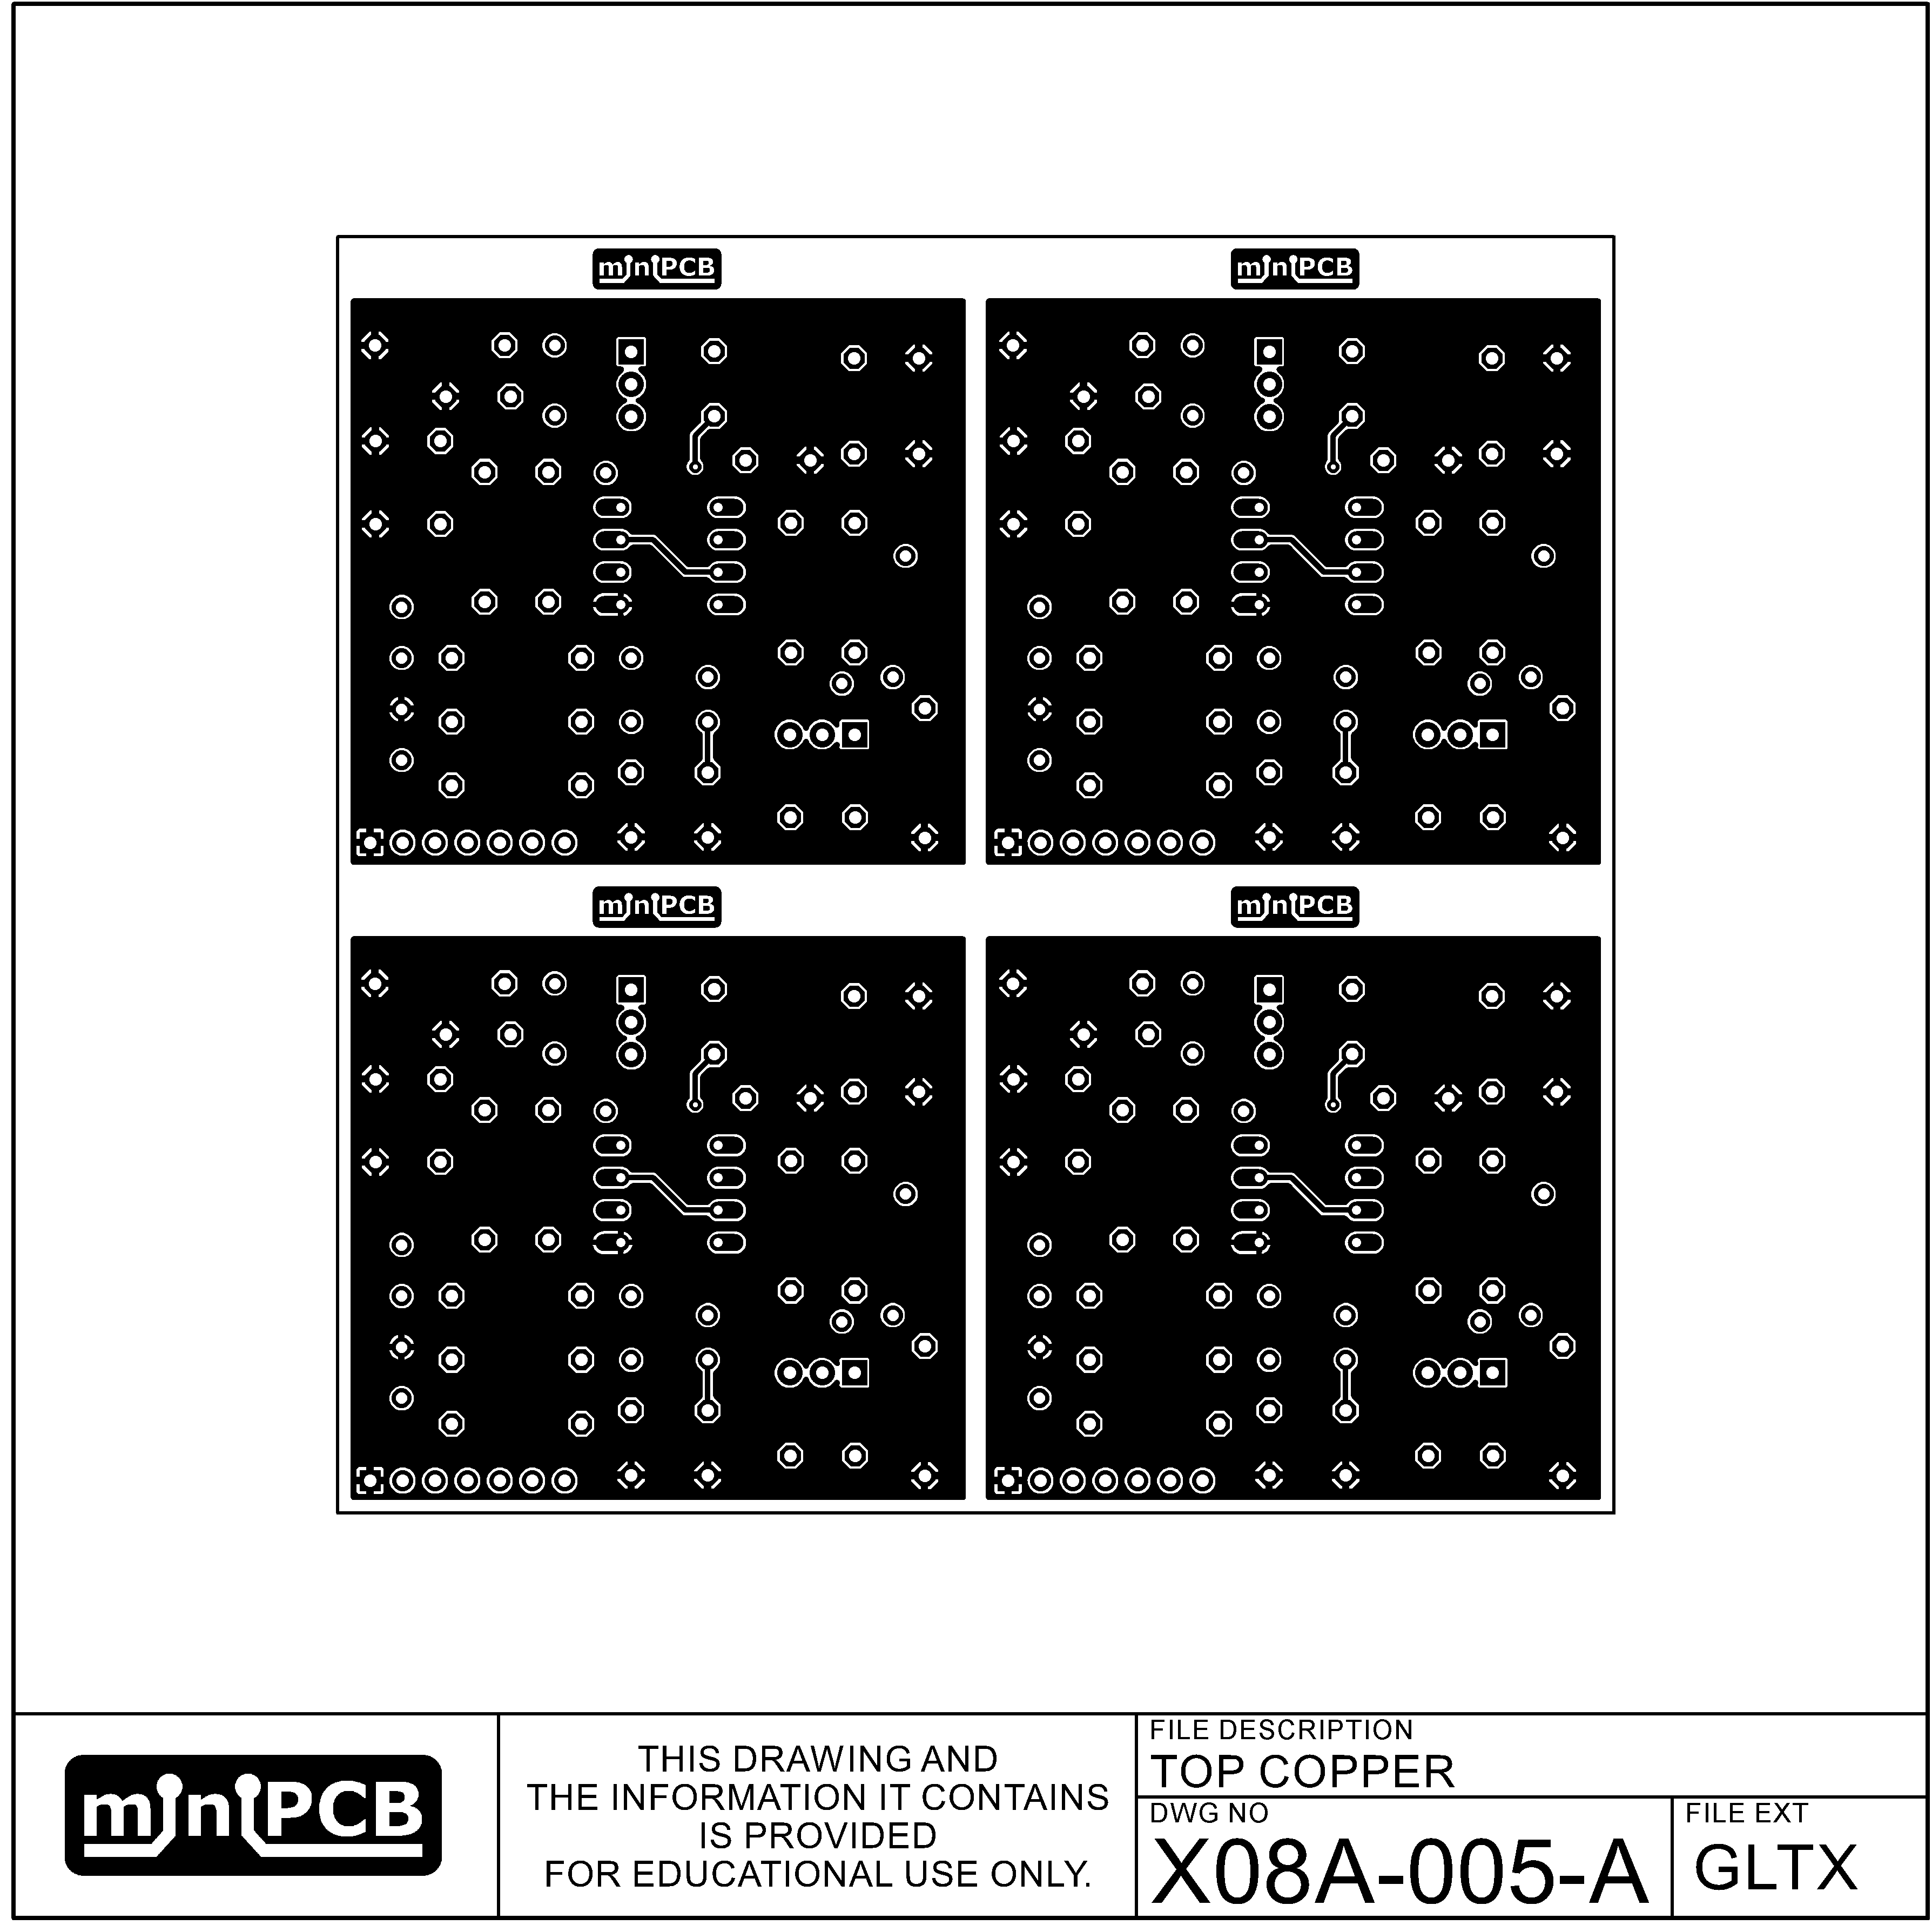 miniPCB
miniPCB
miniPCB
miniPCB
miniPCB
THIS DRAWING AND
THE INFORMATION IT CONTAINS
IS PROVIDED
FOR EDUCATIONAL USE ONLY.
FILE DESCRIPTION
TOP COPPER
DWG NO
X08A-005-A
FILE EXT
GLTX